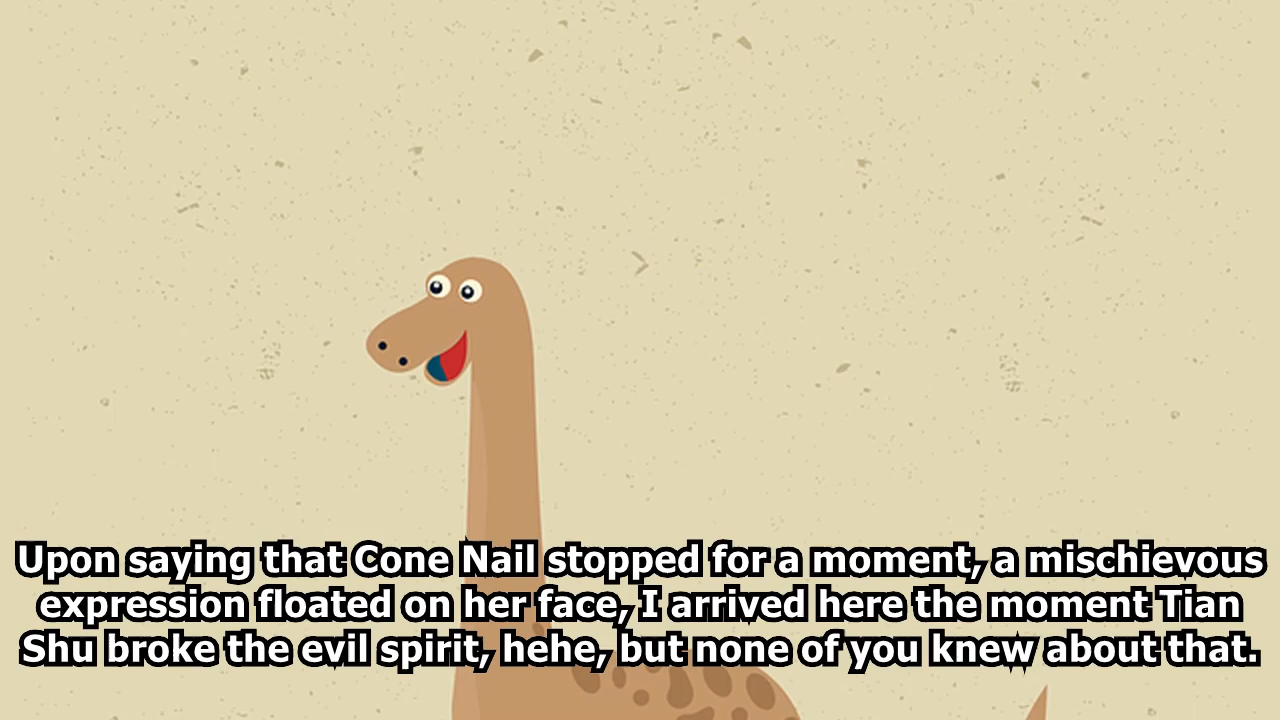 Upon saying that Cone Nail stopped for a moment, a mischievous
expression floated on her face, I arrived here the moment Tian
Shu broke the evil spirit, hehe, but none of you knew about that.